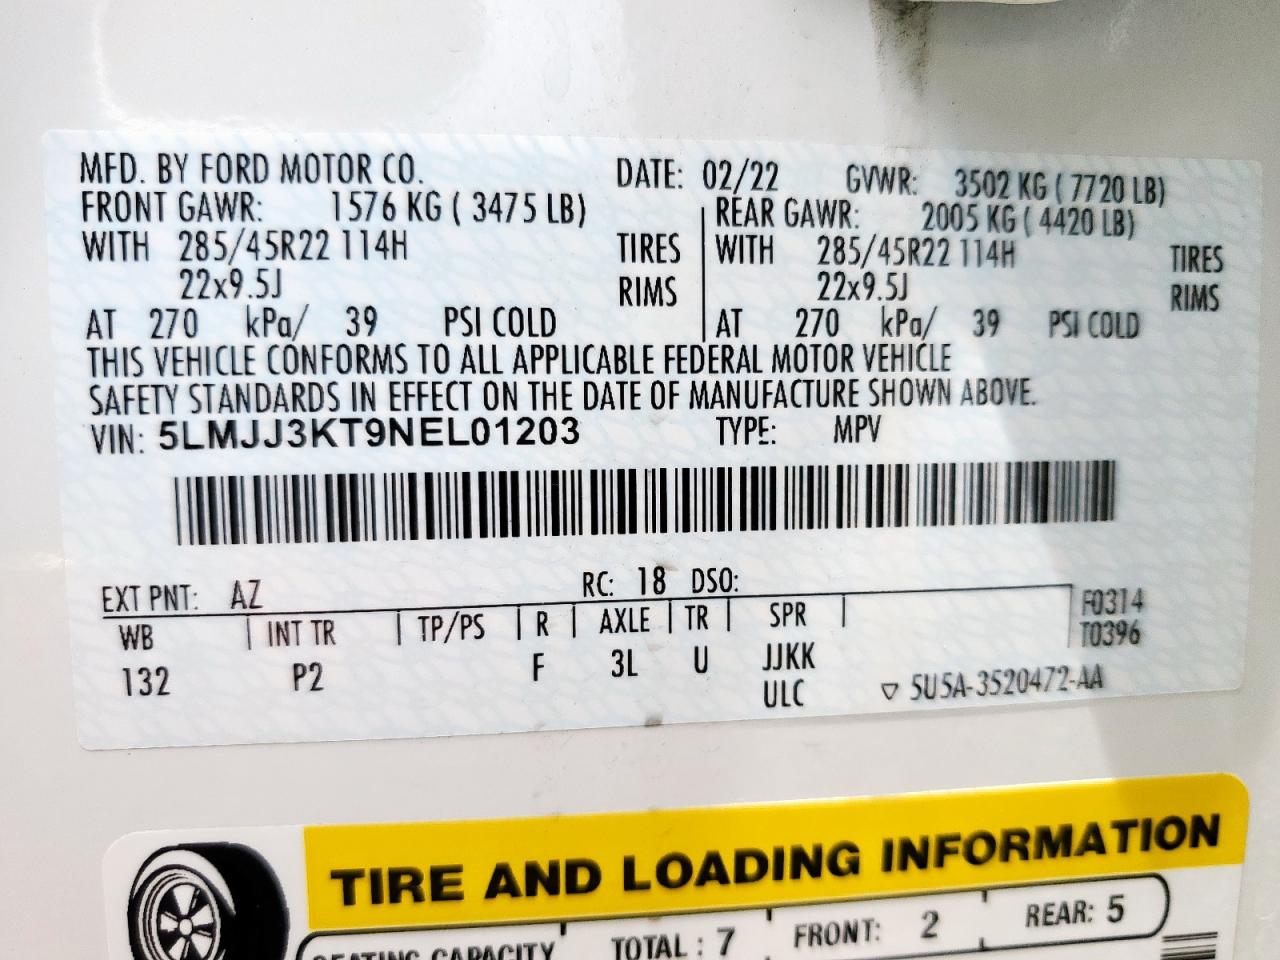 MFD. BY FORD MOTOR CO. DATE: 02/22 GVWR: 3502 KG ( 7720 LB)
FRONT GAWR: 1576 KG ( 3475 LB) REAR GAWR: 2005 KG ( 4420 LB)
WITH 285/45R22 114H TIRES WITH 285/45R22 114H TIRES
22x9.5J RIMS 22x9.5J RIMS
AT 270 kPa/ 39 PSI COLD AT 270 kPa/ 39 PSI COLD
THIS VEHICLE CONFORMS TO ALL APPLICABLE FEDERAL MOTOR VEHICLE
SAFETY STANDARDS IN EFFECT ON THE DATE OF MANUFACTURE SHOWN ABOVE.
VIN: 5LMJJ3KT9NEL01203 TYPE: MPV
EXT PNT: AZ RC: 18 DSO:
WB INT TR TP/PS R AXLE TR SPR F0314
T0396
132 P2 F 3L U JJKK
ULC ▽ 5U5A-3520472-AA
TIRE AND LOADING INFORMATION
SEATING CAPACITY TOTAL : 7 FRONT: 2 REAR: 5